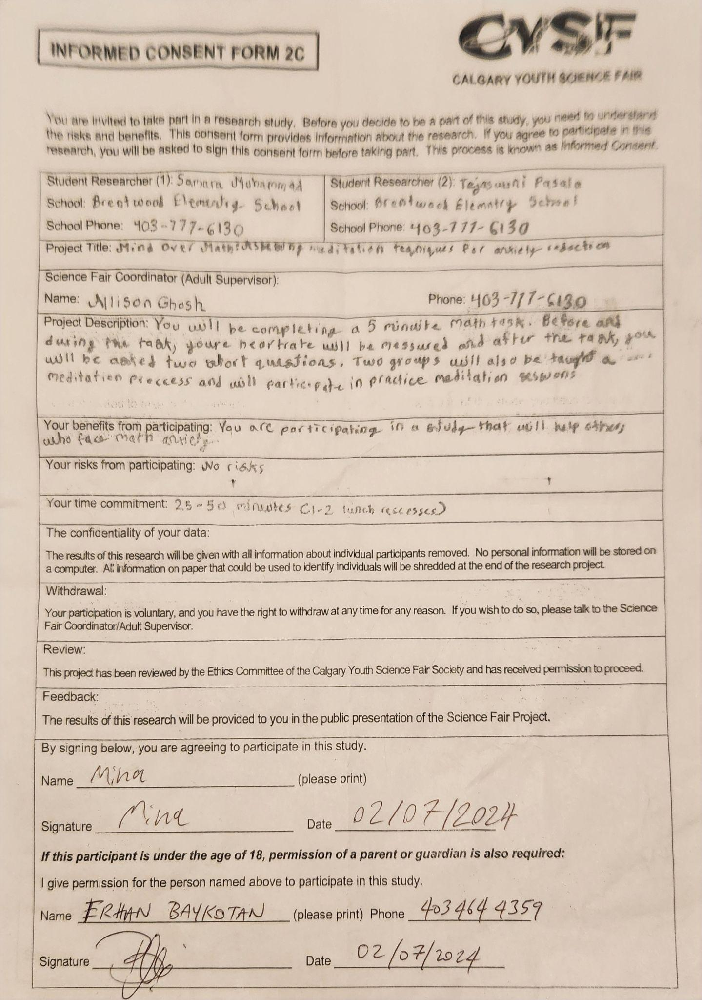 INFORMED CONSENT FORM 2C
CYSF
CALGARY YOUTH SCIENCE FAIR
You are invited to take part in a research study. Before you decide to be a part of this study, you need to understand
the risks and benefits. This consent form provides information about the research. If you agree to participate in this
research, you will be asked to sign this consent form before taking part. This process is known as Informed Consent.
Student Researcher (1): Samara Muhammad
School: Brentwood Elementry School
School Phone: 403-777-6130
Student Researcher (2): Tejasvini Pasala
School: Brentwood Elemntry School
School Phone: 403-777-6130
Project Title: Mind Over Math: meditation teqniques for anxiety reduction
Science Fair Coordinator (Adult Supervisor):
Name: Allison Ghosh Phone: 403-777-6130
Project Description: You will be completing a 5 minuite math task. Before and
during the task, youre heartrate will be messured and after the task, you
will be asked two short questions. Two groups will also be taught a
meditation proccess and will participate in practice meditation sessions
Your benefits from participating: You are participating in a study that will help others
who face math anxiety.
Your risks from participating: No risks
Your time commitment: 25-50 minuutes (1-2 lunch rescesses)
The confidentiality of your data:
The results of this research will be given with all information about individual participants removed. No personal information will be stored on
a computer. All information on paper that could be used to identify individuals will be shredded at the end of the research project.
Withdrawal:
Your participation is voluntary, and you have the right to withdraw at any time for any reason. If you wish to do so, please talk to the Science
Fair Coordinator/Adult Supervisor.
Review:
This project has been reviewed by the Ethics Committee of the Calgary Youth Science Fair Society and has received permission to proceed.
Feedback:
The results of this research will be provided to you in the public presentation of the Science Fair Project.
By signing below, you are agreeing to participate in this study.
Name Mina (please print)
Signature Mina Date 02/07/2024
If this participant is under the age of 18, permission of a parent or guardian is also required:
I give permission for the person named above to participate in this study.
Name ERHAN BAYKOTAN (please print) Phone 403 464 4359
Signature Date 02/07/2024